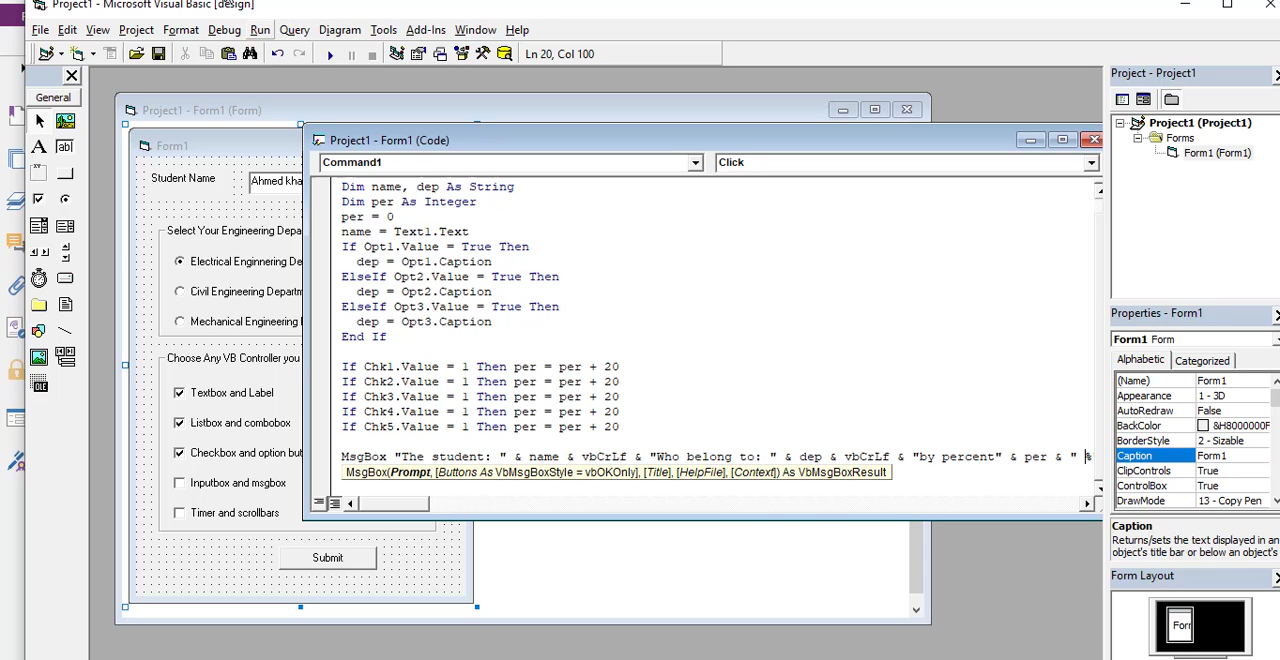 Project1 - Microsoft Visual Basic [design]
File Edit View Project Format Debug Run Query Diagram Tools Add-Ins Window Help
Ln 20, Col 100
General
Project1 - Form1 (Form)
Form1
Student Name
Ahmed kha
Select Your Engineering Depa
Electrical Enginnering De
Civil Engineering Departm
Mechanical Engineering I
Choose Any VB Controller you
Textbox and Label
Listbox and combobox
Checkbox and option but
Inputbox and msgbox
Timer and scrollbars
Submit
Project1 - Form1 (Code)
Command1
Click
Dim name, dep As String
Dim per As Integer
per = 0
name = Text1.Text
If Opt1.Value = True Then
dep = Opt1.Caption
ElseIf Opt2.Value = True Then
dep = Opt2.Caption
ElseIf Opt3.Value = True Then
dep = Opt3.Caption
End If
If Chk1.Value = 1 Then per = per + 20
If Chk2.Value = 1 Then per = per + 20
If Chk3.Value = 1 Then per = per + 20
If Chk4.Value = 1 Then per = per + 20
If Chk5.Value = 1 Then per = per + 20
MsgBox "The student: " & name & vbCrLf & "Who belong to: " & dep & vbCrLf & "by percent" & per & " %
MsgBox(Prompt, [Buttons As VbMsgBoxStyle = vbOKOnly], [Title], [HelpFile], [Context]) As VbMsgBoxResult
Project - Project1
Project1 (Project1)
Forms
Form1 (Form1)
Properties - Form1
Form1 Form
Alphabetic Categorized
(Name) Form1
Appearance 1 - 3D
AutoRedraw False
BackColor &H8000000F
BorderStyle 2 - Sizable
Caption Form1
ClipControls True
ControlBox True
DrawMode 13 - Copy Pen
Caption
Returns/sets the text displayed in an
object's title bar or below an object's
Form Layout
Forr